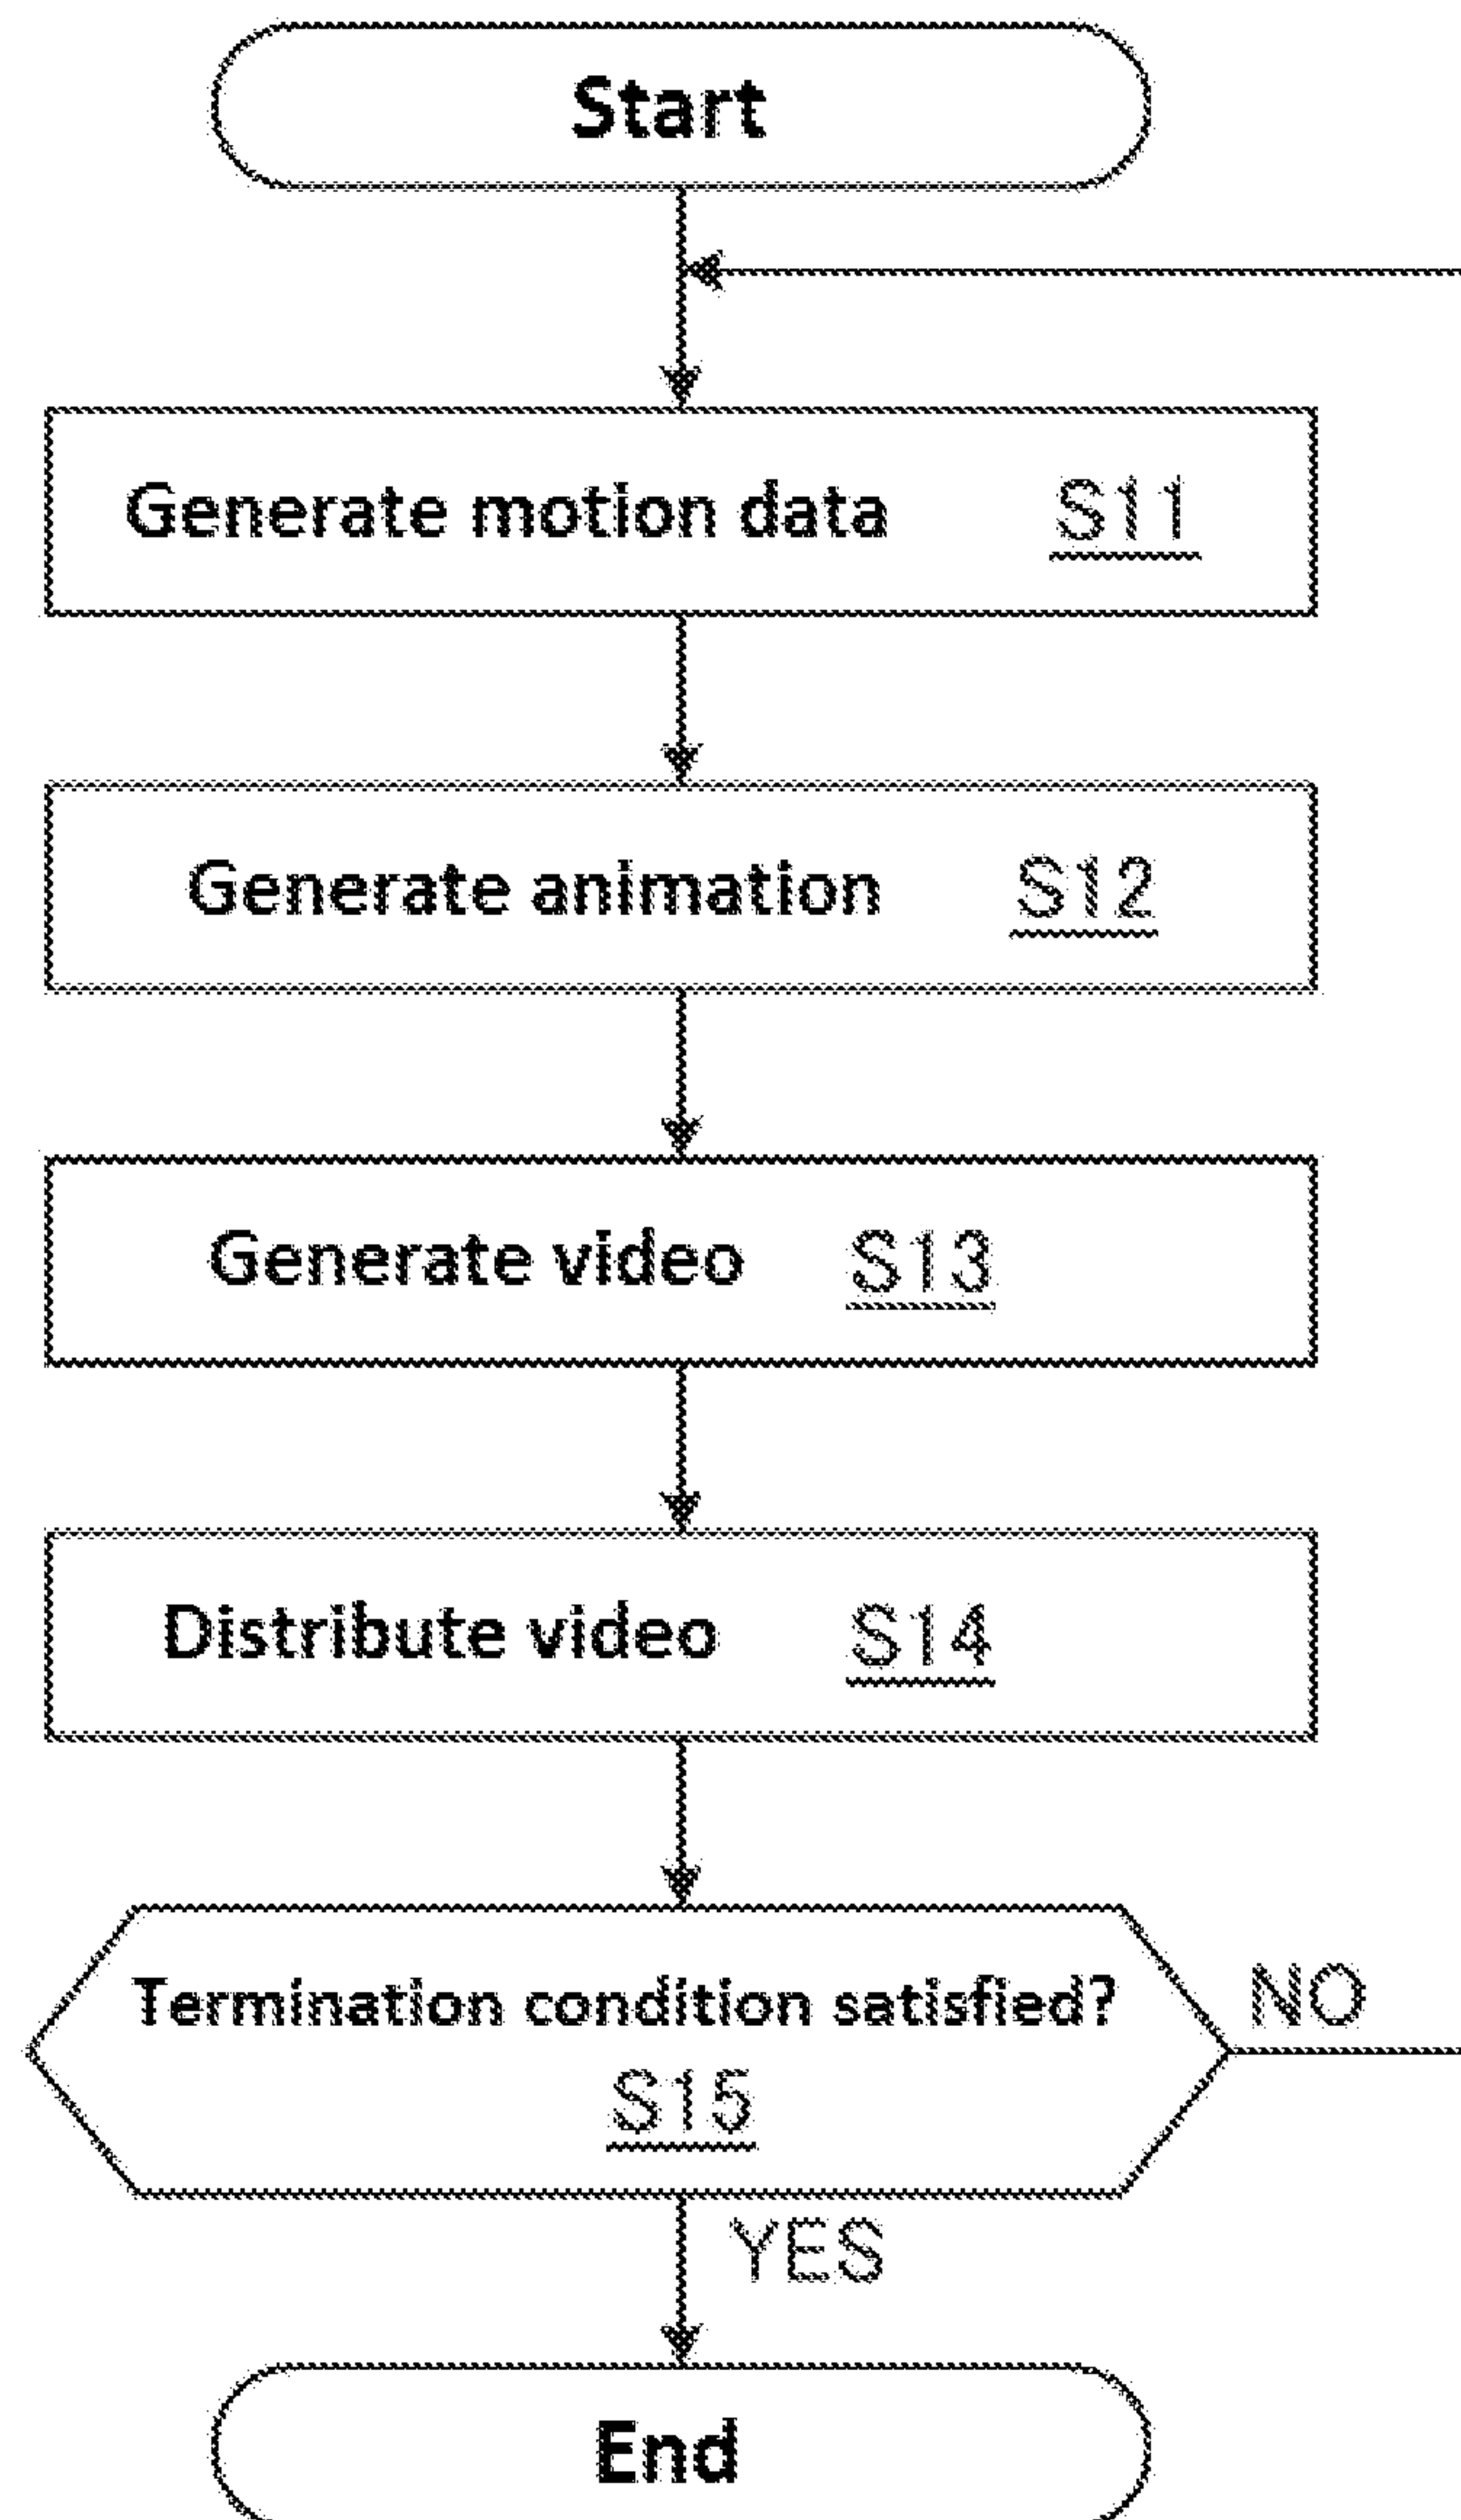 Start
Generate motion data S11
Generate animation S12
Generate video S13
Distribute video S14
Termination condition satisfied?
NO
S15
YES
End